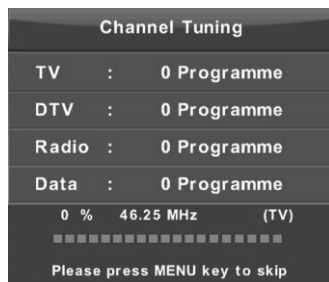 Channel Tuning
TV : 0 Programme
DTV : 0 Programme
Radio : 0 Programme
Data : 0 Programme
0 % 46.25 MHz (TV)
Please press MENU key to skip